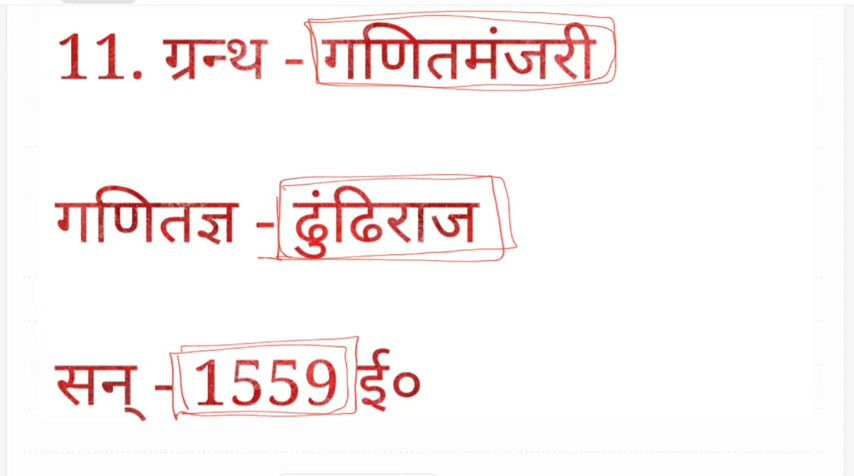 11. ग्रन्थ - गणितमंजरी
गणितज्ञ - ढुंढिराज
सन् - 1559 ई०